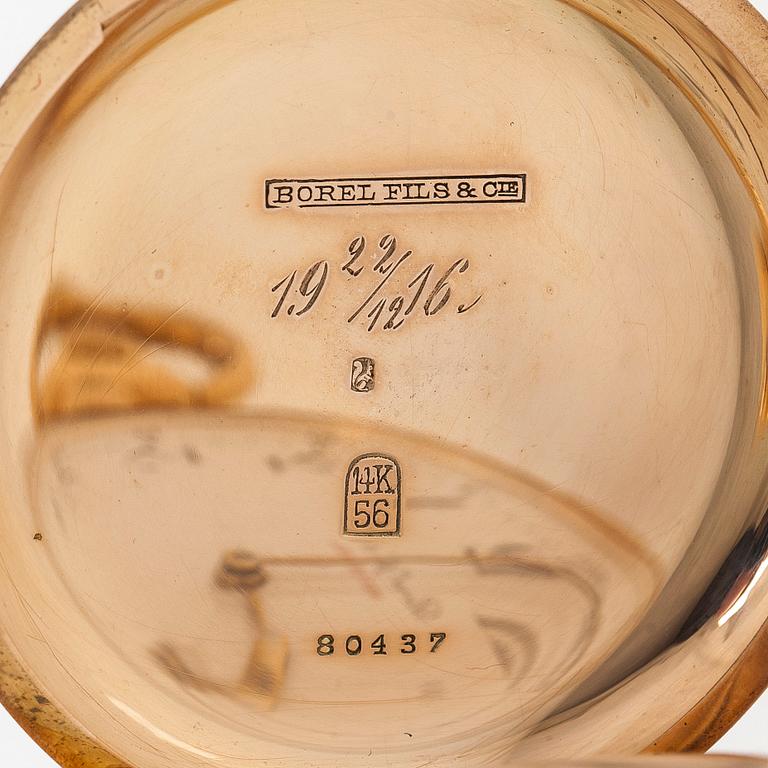 BOREL FILS & CIE
19 22/12 16.
14K
56
80437